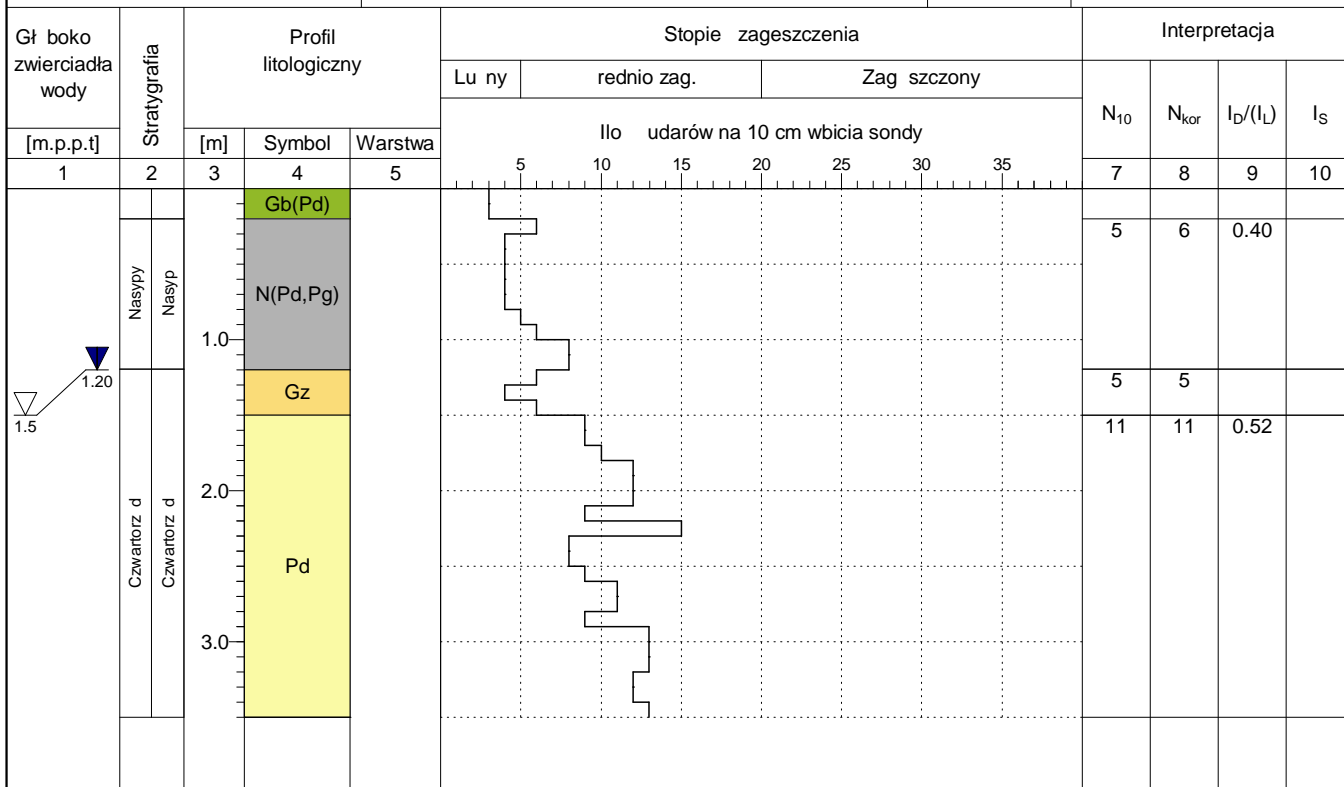 Gł boko
zwierciadła
wody
[m.p.p.t]
1
Stratygrafia
2
Profil
litologiczny
[m]
Symbol
Warstwa
3
4
5
Stopie zageszczenia
Lu ny
rednio zag.
Zag szczony
Ilo udarów na 10 cm wbicia sondy
5 10 15 20 25 30 35
Interpretacja
N10
Nkor
ID/(IL)
IS
7
8
9
10
1.20
1.5
Nasypy
Nasyp
Czwartorz d
Czwartorz d
1.0
2.0
3.0
Gb(Pd)
N(Pd,Pg)
Gz
Pd
5 6 0.40
5 5
11 11 0.52